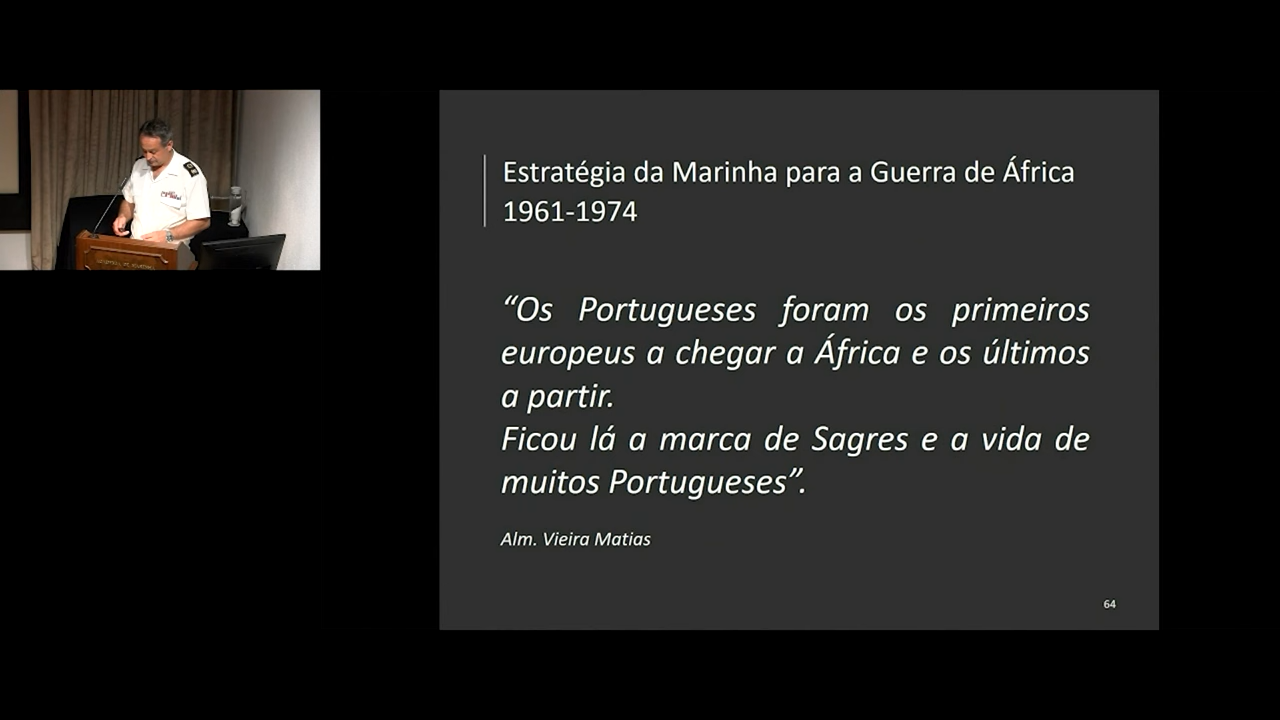 Estratégia da Marinha para a Guerra de África
1961-1974
“Os Portugueses foram os primeiros
europeus a chegar a África e os últimos
a partir.
Ficou lá a marca de Sagres e a vida de
muitos Portugueses”.
Alm. Vieira Matias
64